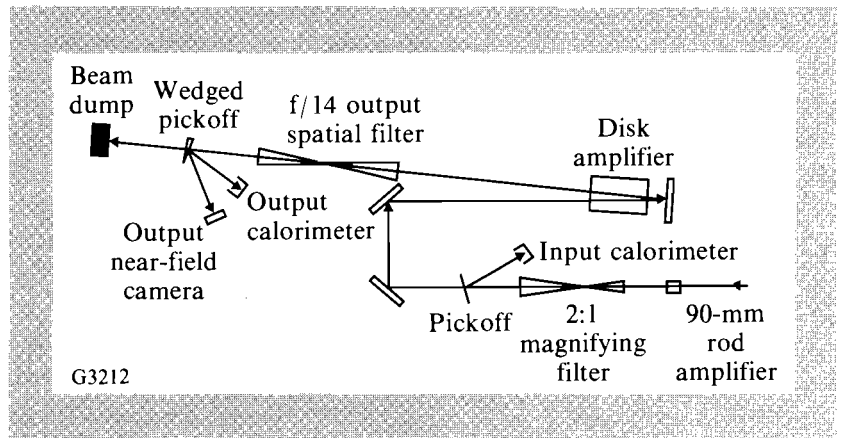 Beam
dump
Wedged
pickoff
f/14 output
spatial filter
Disk
amplifier
Output
calorimeter
Output
near-field
camera
Input calorimeter
Pickoff
2:1
magnifying
filter
90-mm
rod
amplifier
G3212